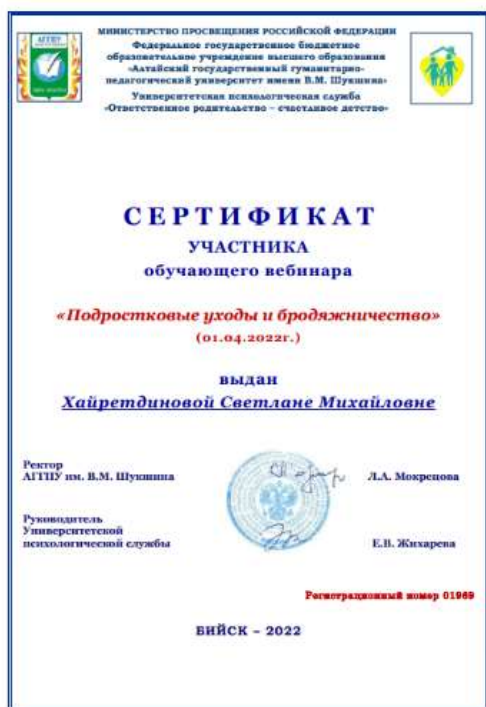 МИНИСТЕРСТВО ПРОСВЕЩЕНИЯ РОССИЙСКОЙ ФЕДЕРАЦИИ
Федеральное государственное бюджетное
образовательное учреждение высшего образования
«Алтайский государственный гуманитарно-
педагогический университет имени В.М. Шукшина»
Университетская психологическая служба
«Ответственное родительство – счастливое детство»
СЕРТИФИКАТ
УЧАСТНИКА
обучающего вебинара
«Подростковые уходы и бродяжничество»
(01.04.2022г.)
выдан
Хайретдиновой Светлане Михайловне
Ректор
АГГПУ им. В.М. Шукшина
Л.А. Мокрецова
Руководитель
Университетской
психологической службы
Е.В. Жихарева
Регистрационный номер 01969
БИЙСК – 2022